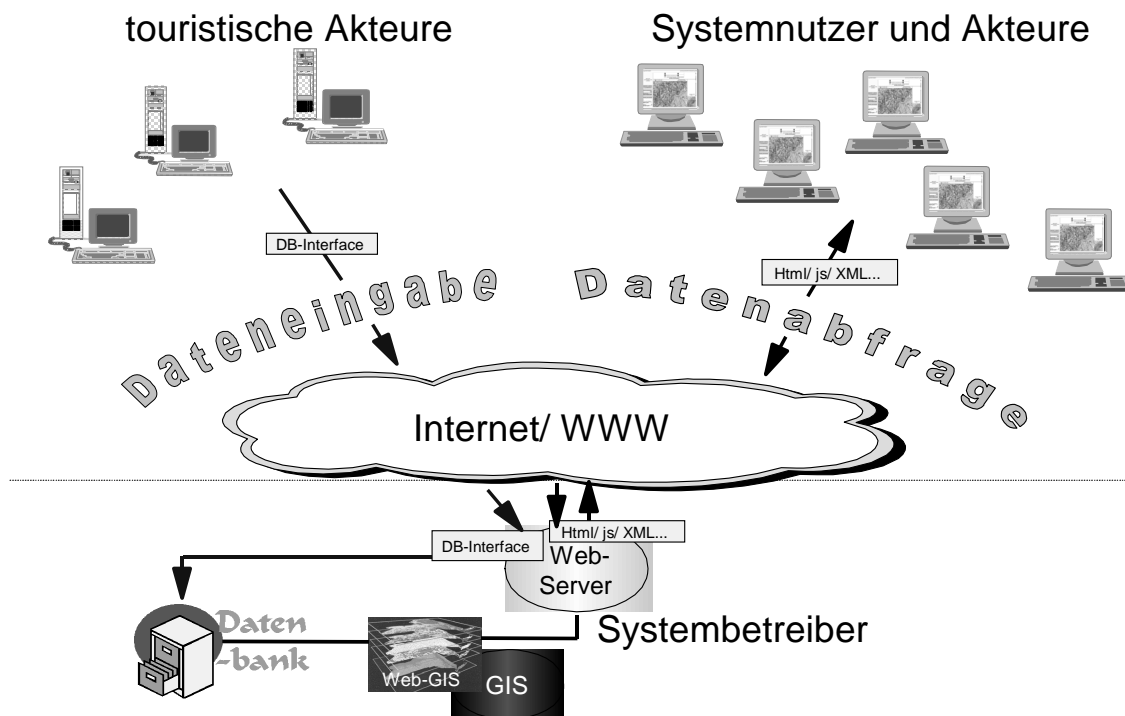 touristische Akteure
Systemnutzer und Akteure
DB-Interface
Html/ js/ XML...
Dateneingabe
Datenabfrage
Internet/ WWW
DB-Interface
Html/ js/ XML...
Web-
Server
Daten
-bank
Systembetreiber
Web-GIS
GIS